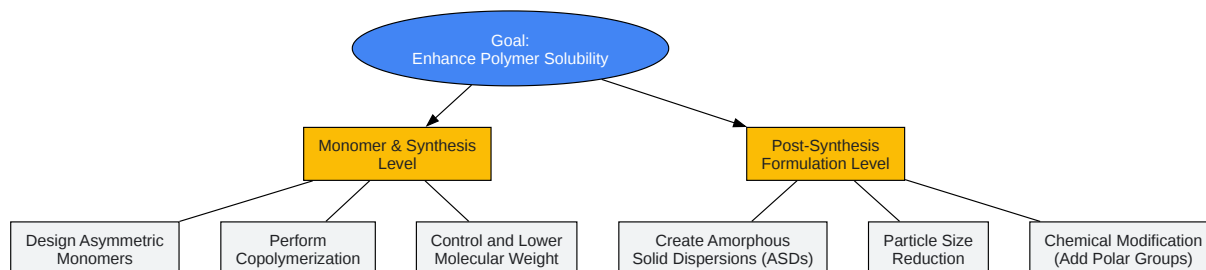 Goal:
Enhance Polymer Solubility
Monomer & Synthesis
Level
Post-Synthesis
Formulation Level
Design Asymmetric
Monomers
Perform
Copolymerization
Control and Lower
Molecular Weight
Create Amorphous
Solid Dispersions (ASDs)
Particle Size
Reduction
Chemical Modification
(Add Polar Groups)